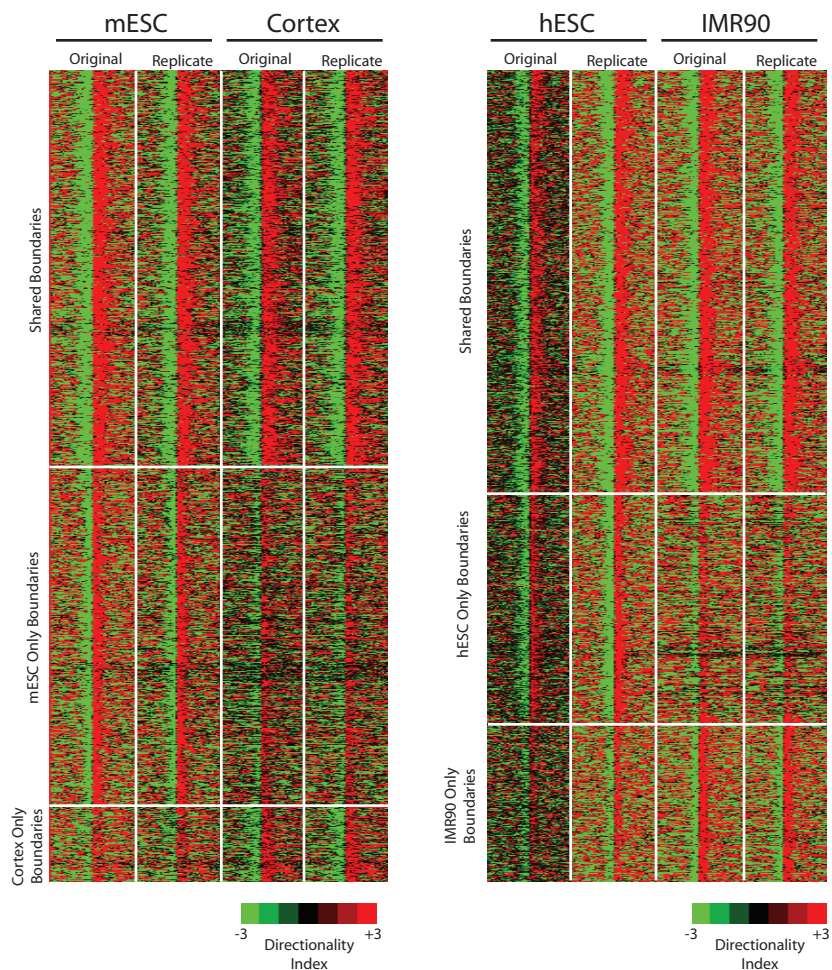 mESC Cortex
Original Replicate Original Replicate
Shared Boundaries
mESC Only Boundaries
Cortex Only
Boundaries
-3 +3
Directionality
Index
hESC IMR90
Original Replicate Original Replicate
Shared Boundaries
hESC Only Boundaries
IMR90 Only
Boundaries
-3 +3
Directionality
Index